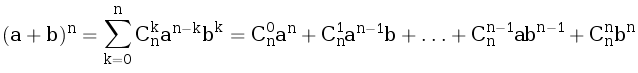 (a + b)ⁿ = ∑ₖ₌₀ⁿ Cₙᵏaⁿ⁻ᵏbᵏ = Cₙ⁰aⁿ + Cₙ¹aⁿ⁻¹b + … + Cₙⁿ⁻¹abⁿ⁻¹ + Cₙⁿbⁿ